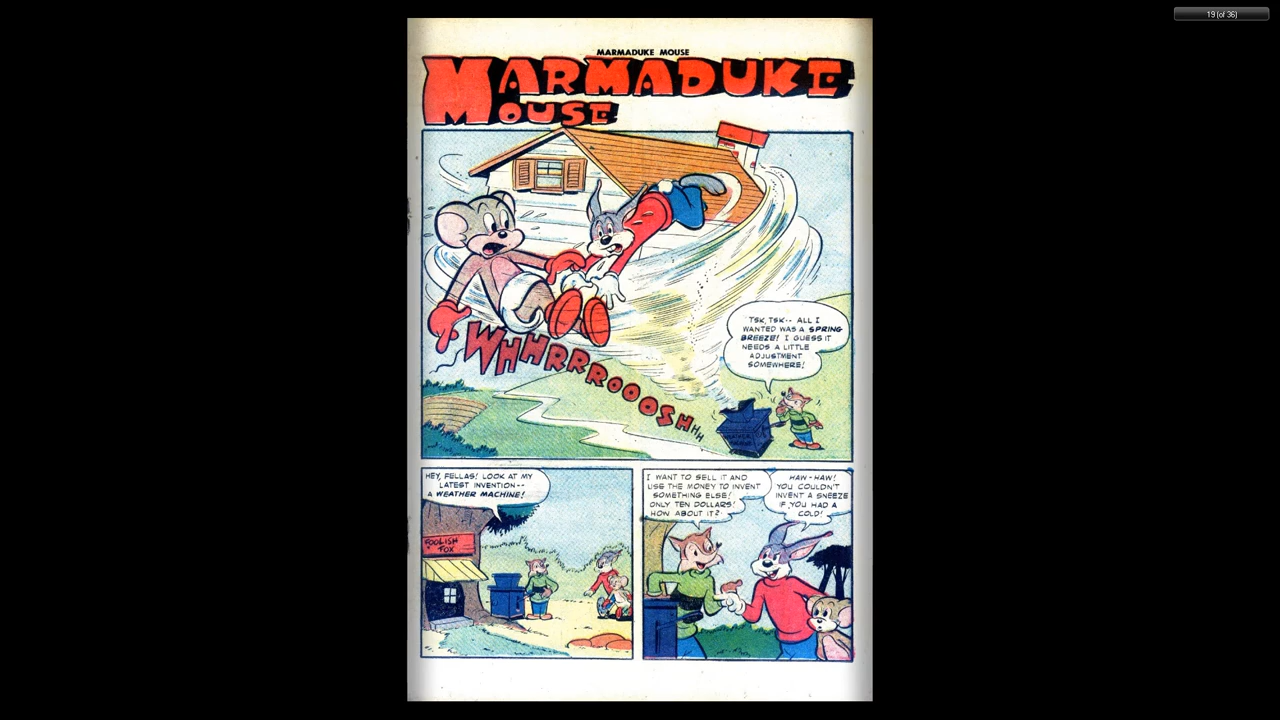 19 (of 36)
MARMADUKE MOUSE
MARMADUKE
MOUSE
TSK, TSK-- ALL I
WANTED WAS A SPRING
BREEZE! I GUESS IT
NEEDS A LITTLE
ADJUSTMENT
SOMEWHERE!
WHHRRROOOSHHH
WEATHER
MACHINE
HEY, FELLAS! LOOK AT MY
LATEST INVENTION--
A WEATHER MACHINE!
FOOLISH
FOX
I WANT TO SELL IT AND
USE THE MONEY TO INVENT
SOMETHING ELSE!
ONLY TEN DOLLARS!
HOW ABOUT IT?
HAW-HAW!
YOU COULDN'T
INVENT A SNEEZE
IF YOU HAD A
COLD!